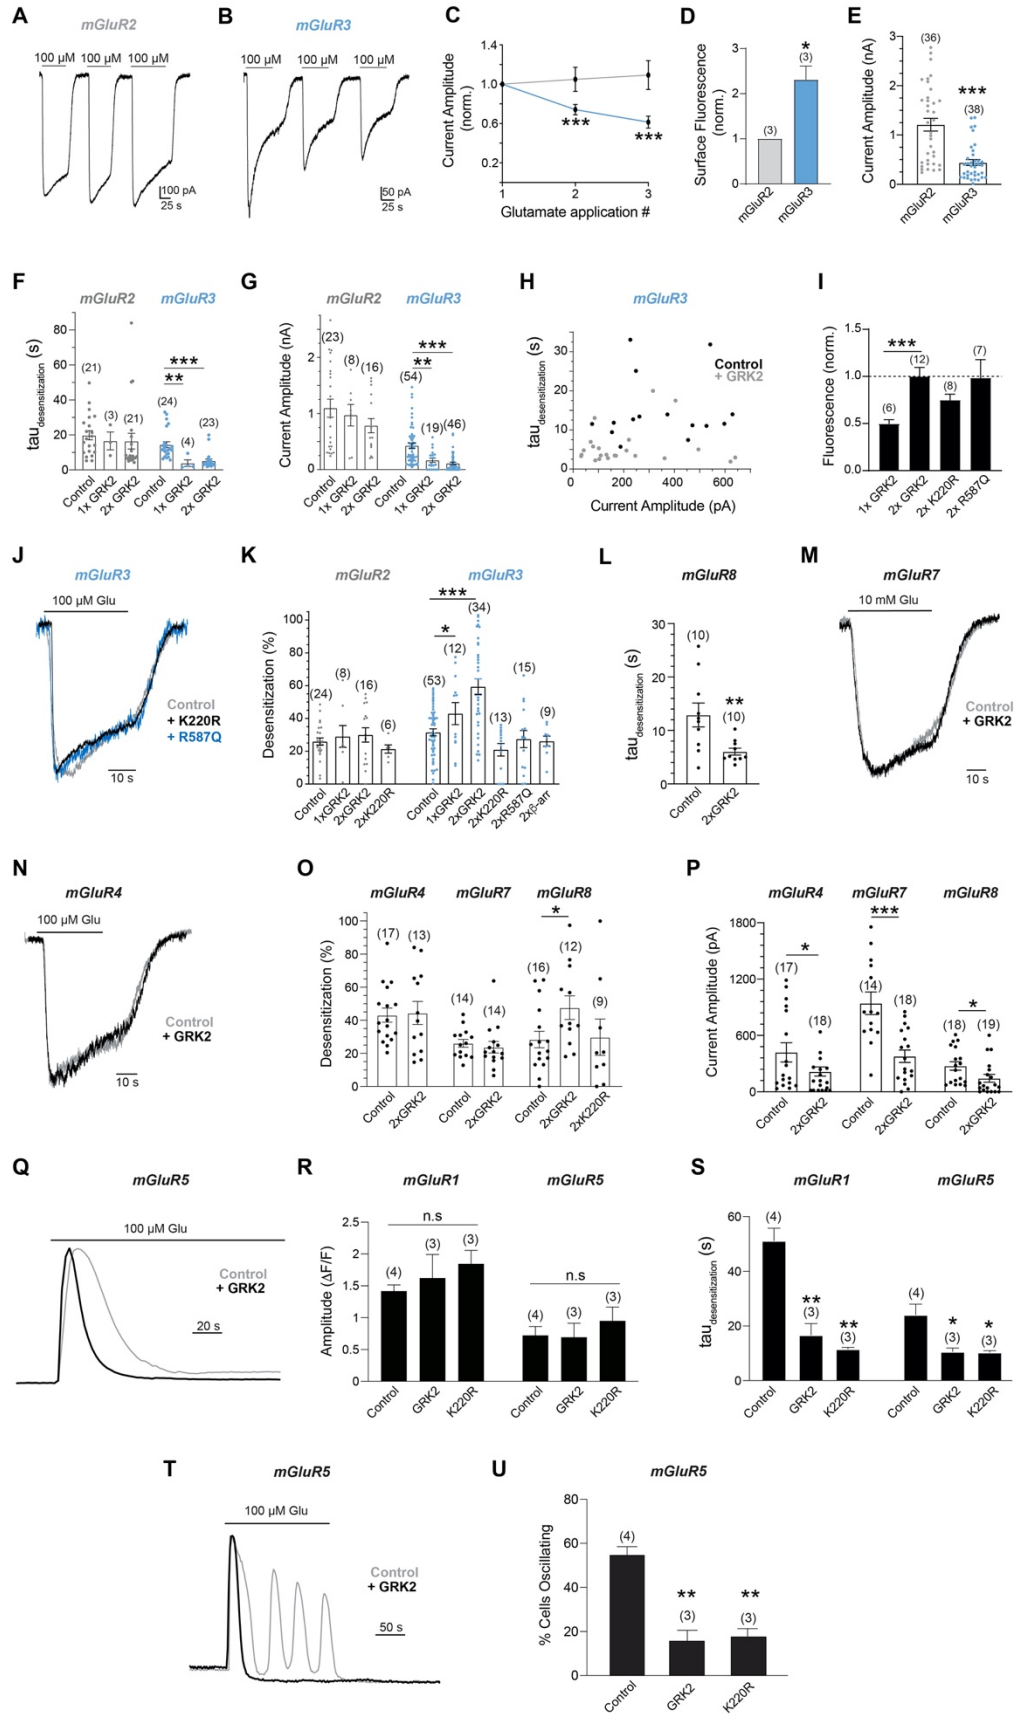 A
mGluR2
100 µM 100 µM 100 µM
100 pA
25 s
B
mGluR3
100 µM 100 µM 100 µM
50 pA
25 s
C
Current Amplitude
(norm.)
1.4
1.0
0.6
0.2
***
***
1 2 3
Glutamate application #
D
Surface Fluorescence
(norm.)
3
2
1
0
(3)
*
(3)
mGluR2
mGluR3
E
Current Amplitude (nA)
3
2
1
0
(36)
***
(38)
mGluR2
mGluR3
F
mGluR2 mGluR3
tau desensitization (s)
80
60
40
20
0
(21) (3) (21) (24) (4) (23)
***
**
Control
1x GRK2
2x GRK2
Control
1x GRK2
2x GRK2
G
mGluR2 mGluR3
Current Amplitude (nA)
2
1
0
(23) (8) (16) (54) (19) (46)
***
**
Control
1x GRK2
2x GRK2
Control
1x GRK2
2x GRK2
H
mGluR3
tau desensitization (s)
30
20
10
0
Control
+ GRK2
0 200 400 600
Current Amplitude (pA)
I
Fluorescence (norm.)
1.5
1.0
0.5
0.0
***
(6) (12) (8) (7)
1x GRK2
2x GRK2
2x K220R
2x R587Q
J
mGluR3
100 µM Glu
Control
+ K220R
+ R587Q
10 s
K
mGluR2 mGluR3
Desensitization (%)
100
80
60
40
20
0
(24) (8) (16) (6) (53) (12) (34) (13) (15) (9)
***
*
Control
1xGRK2
2xGRK2
2xK220R
Control
1xGRK2
2xGRK2
2xK220R
2xR587Q
2xβ-arr
L
mGluR8
tau desensitization (s)
30
20
10
0
(10)
**
(10)
Control
2xGRK2
M
mGluR7
10 mM Glu
Control
+ GRK2
10 s
N
mGluR4
100 µM Glu
Control
+ GRK2
10 s
O
mGluR4 mGluR7 mGluR8
Desensitization (%)
100
80
60
40
20
0
(17) (13) (14) (14) (16) (12) (9)
*
Control
2xGRK2
Control
2xGRK2
Control
2xGRK2
2xK220R
P
mGluR4 mGluR7 mGluR8
Current Amplitude (pA)
1800
1200
600
0
(17) (18) (14) (18) (18) (19)
*
***
*
Control
2xGRK2
Control
2xGRK2
Control
2xGRK2
Q
mGluR5
100 µM Glu
Control
+ GRK2
20 s
R
mGluR1 mGluR5
Amplitude (ΔF/F)
2.5
2
1.5
1
0.5
0
n.s
(4) (3) (3)
n.s
(4) (3) (3)
Control
GRK2
K220R
Control
GRK2
K220R
S
mGluR1 mGluR5
tau desensitization (s)
60
40
20
0
(4)
**
(3)
**
(3)
(4)
*
(3)
*
(3)
Control
GRK2
K220R
Control
GRK2
K220R
T
mGluR5
100 µM Glu
Control
+ GRK2
50 s
U
mGluR5
% Cells Oscillating
80
60
40
20
0
(4)
**
(3)
**
(3)
Control
GRK2
K220R